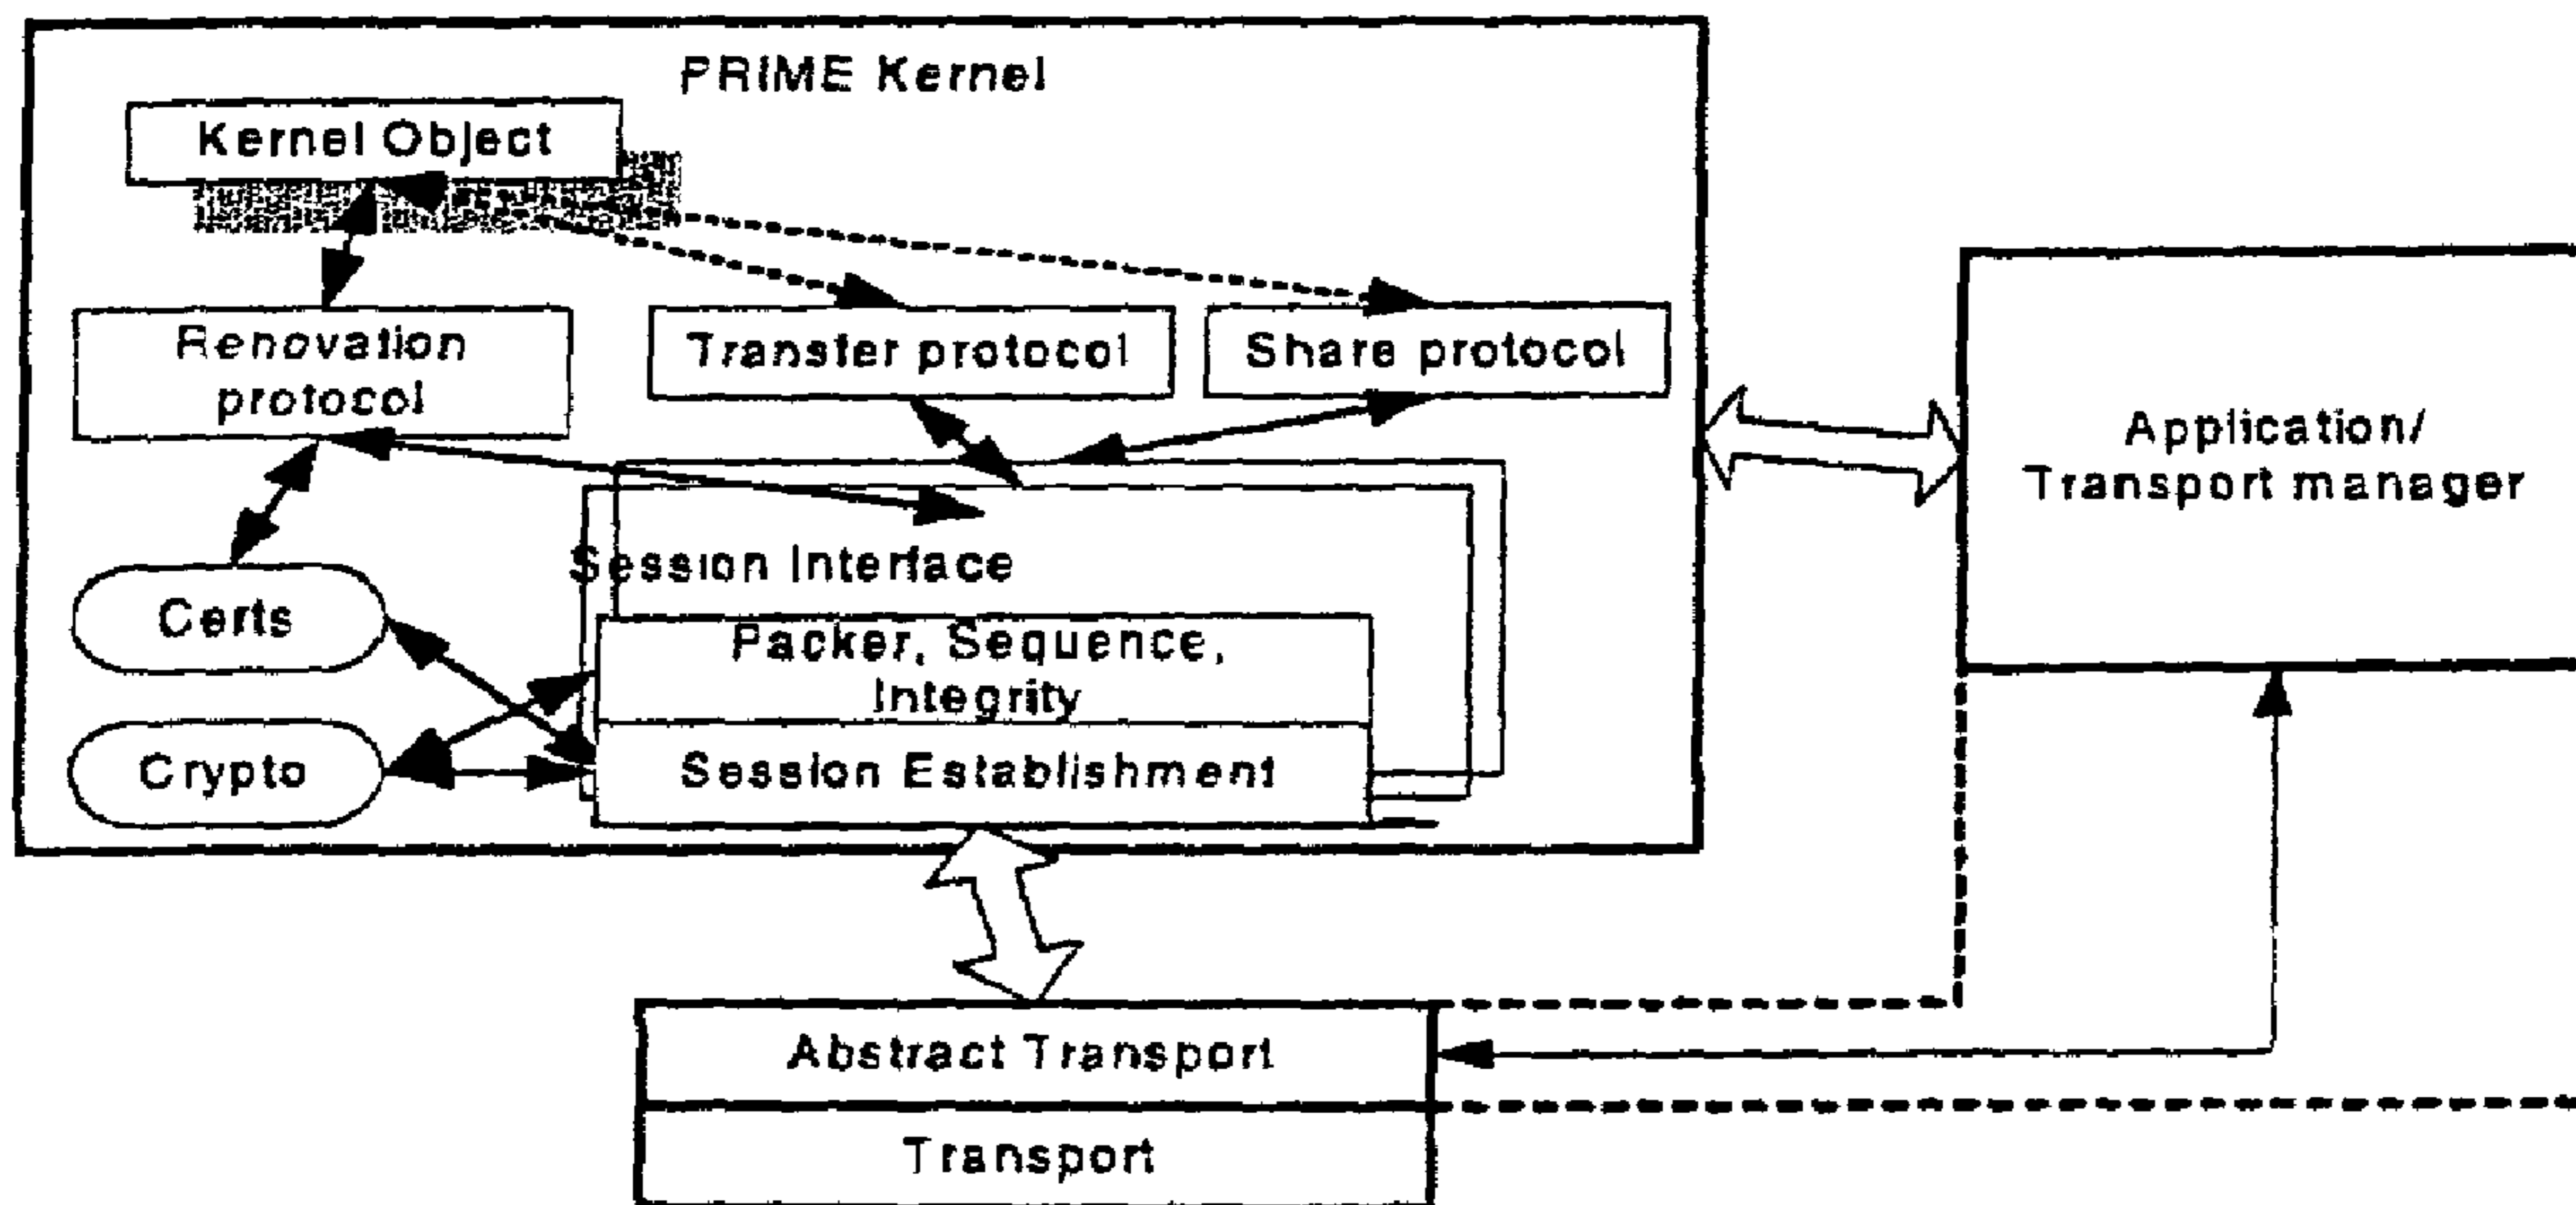 PRIME Kernel
Kernel Object
Renovation
protocol
Transfer protocol
Share protocol
Application/
Transport manager
Session Interface
Certs
Packer, Sequence,
Integrity
Crypto
Session Establishment
Abstract Transport
Transport